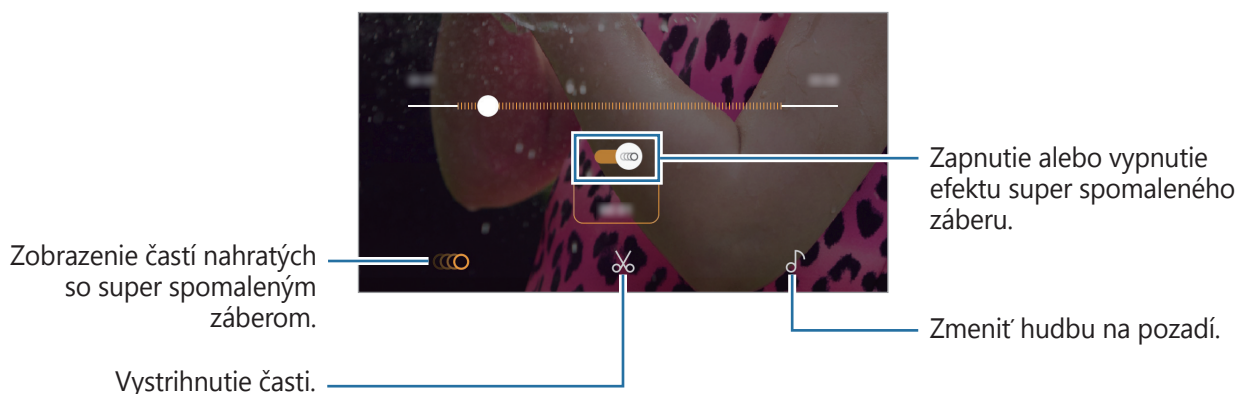 Zapnutie alebo vypnutie
efektu super spomaleného
záberu.
Zobrazenie častí nahratých
so super spomaleným
záberom.
Zmeniť hudbu na pozadí.
Vystrihnutie časti.